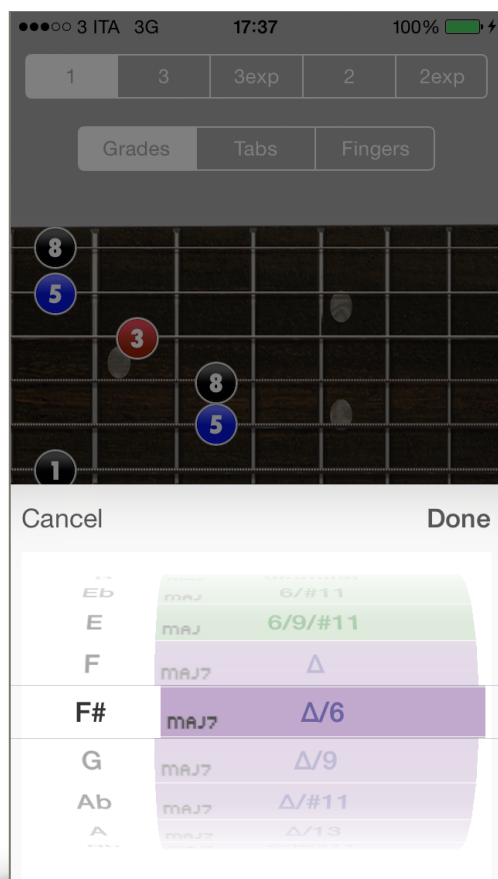 3 ITA 3G 17:37 100%
1 3 3exp 2 2exp
Grades Tabs Fingers
8
5
3
8
5
1
Cancel Done
Eb maj 6/#11
E maj 6/9/#11
F maj7 Δ
F# maj7 Δ/6
G maj7 Δ/9
Ab maj7 Δ/#11
A maj7 Δ/13